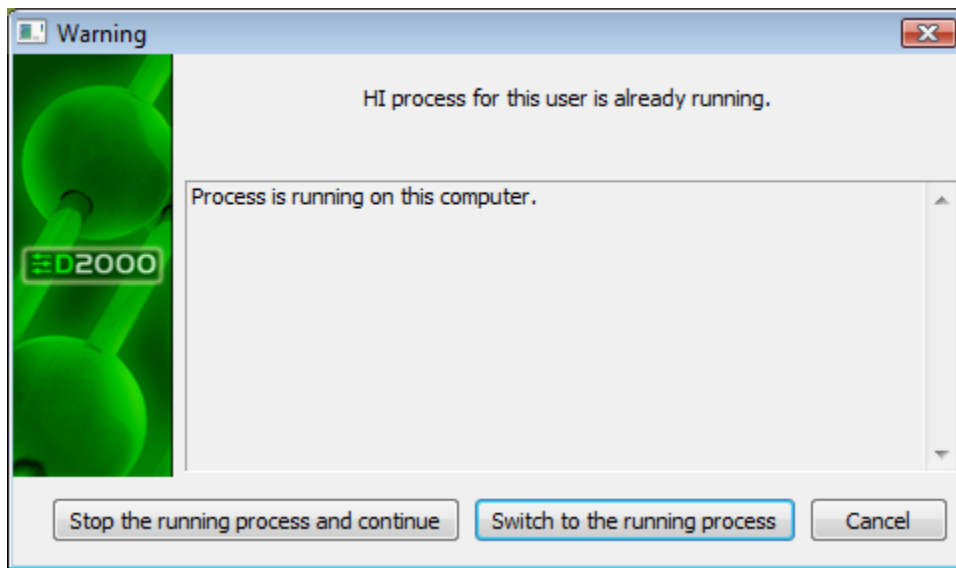 Warning
HI process for this user is already running.
Process is running on this computer.
D2000
Stop the running process and continue
Switch to the running process
Cancel